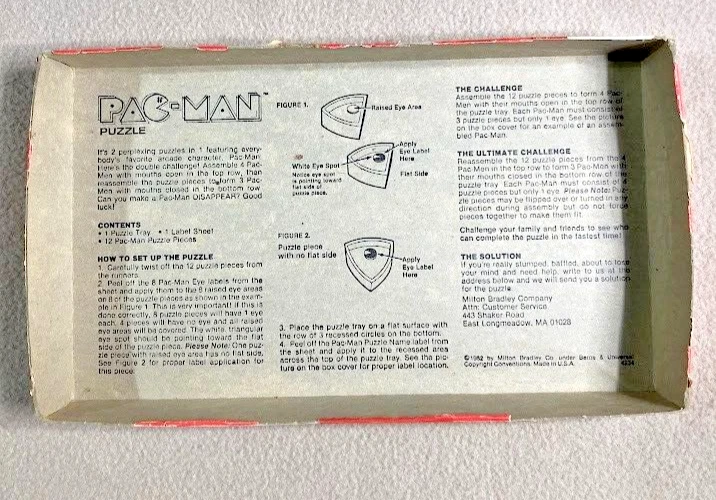 PAC-MAN™
PUZZLE
It's 2 perplexing puzzles in 1 featuring every-
body's favorite arcade character, Pac-Man.
Here's the double challenge! Assemble 4 Pac-
Men with mouths open in the top row, then
reassemble the puzzle pieces to form 3 Pac-
Men with mouths closed in the bottom row.
Can you make a Pac-Man DISAPPEAR? Good
luck!
CONTENTS
• 1 Puzzle Tray • 1 Label Sheet
• 12 Pac-Man Puzzle Pieces
HOW TO SET UP THE PUZZLE
1. Carefully twist off the 12 puzzle pieces from
the runners.
2. Peel off the 8 Pac-Man Eye labels from the
sheet and apply them to the 8 raised eye areas
on 8 of the puzzle pieces as shown in the exam-
ple in Figure 1. This is very important! If this is
done correctly, 8 puzzle pieces will have 1 eye
each, 4 pieces will have no eye and all raised
eye areas will be covered. The white, triangular
eye spot should be pointing toward the flat
side of the puzzle piece. Please Note: One puz-
zle piece with raised eye area has no flat side.
See Figure 2 for proper label application for
this piece.
FIGURE 1.
Raised Eye Area
White Eye Spot
Notice eye spot
is pointing toward
flat side of
puzzle piece.
Apply
Eye Label
Here
Flat Side
FIGURE 2.
Puzzle piece
with no flat side
Apply
Eye Label
Here
3. Place the puzzle tray on a flat surface with
the row of 3 recessed circles on the bottom.
4. Peel off the Pac-Man Puzzle Name label from
the sheet and apply it to the recessed area
across the top of the puzzle tray. See the pic-
ture on the box cover for proper label location.
THE CHALLENGE
Assemble the 12 puzzle pieces to form 4 Pac-
Men with their mouths open in the top row of
the puzzle tray. Each Pac-Man must consist of
3 puzzle pieces but only 1 eye. See the picture
on the box cover for an example of an assem-
bled Pac-Man.
THE ULTIMATE CHALLENGE
Reassemble the 12 puzzle pieces from the 4
Pac-Men in the top row to form 3 Pac-Men with
their mouths closed in the bottom row of the
puzzle tray. Each Pac-Man must consist of 4
puzzle pieces but only 1 eye. Please Note: Puz-
zle pieces may be flipped over or turned in any
direction during assembly but do not force
pieces together to make them fit.
Challenge your family and friends to see who
can complete the puzzle in the fastest time!
THE SOLUTION
If you're really stumped, baffled, about to lose
your mind and need help, write to us at the
address below and we will send you a solution
for the puzzle.
Milton Bradley Company
Attn: Customer Service
443 Shaker Road
East Longmeadow, MA 01028
©1982 by Milton Bradley Co. under Berne & Universal
Copyright Conventions. Made in U.S.A. 4334